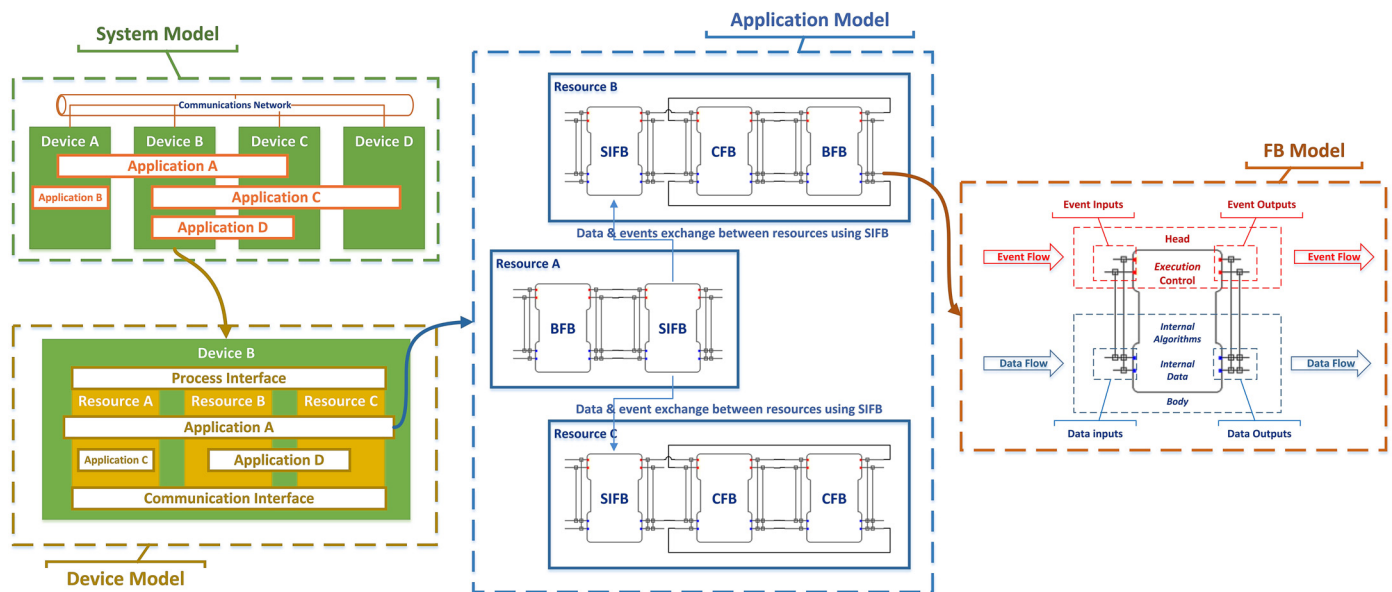 System Model
Communications Network
Device A
Device B
Device C
Device D
Application A
Application B
Application C
Application D
Device B
Process Interface
Resource A
Resource B
Resource C
Application A
Application C
Application D
Communication Interface
Device Model
Application Model
Resource B
SIFB
CFB
BFB
Data & events exchange between resources using SIFB
Resource A
BFB
SIFB
Data & event exchange between resources using SIFB
Resource C
SIFB
CFB
CFB
FB Model
Event Inputs
Event Outputs
Head
Event Flow
Execution
Control
Event Flow
Internal
Algorithms
Data Flow
Internal
Data
Data Flow
Body
Data inputs
Data Outputs